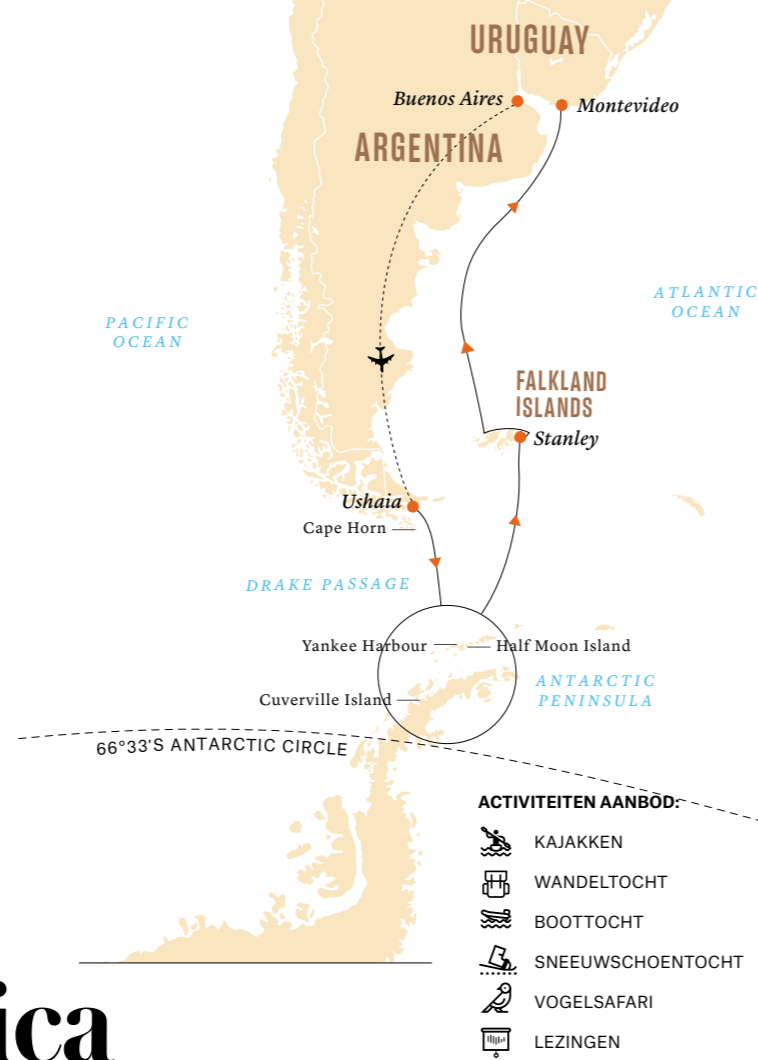 URUGUAY
Buenos Aires
Montevideo
ARGENTINA
ATLANTIC
OCEAN
PACIFIC
OCEAN
FALKLAND
ISLANDS
Stanley
Ushaia
Cape Horn
DRAKE PASSAGE
Yankee Harbour
Half Moon Island
ANTARCTIC
PENINSULA
Cuverville Island
66°33'S ANTARCTIC CIRCLE
ACTIVITEITEN AANBOD:
KAJAKKEN
WANDELTOCHT
BOOTTOCHT
SNEEUWSCHOENTOCHT
VOGELSAFARI
LEZINGEN
ica